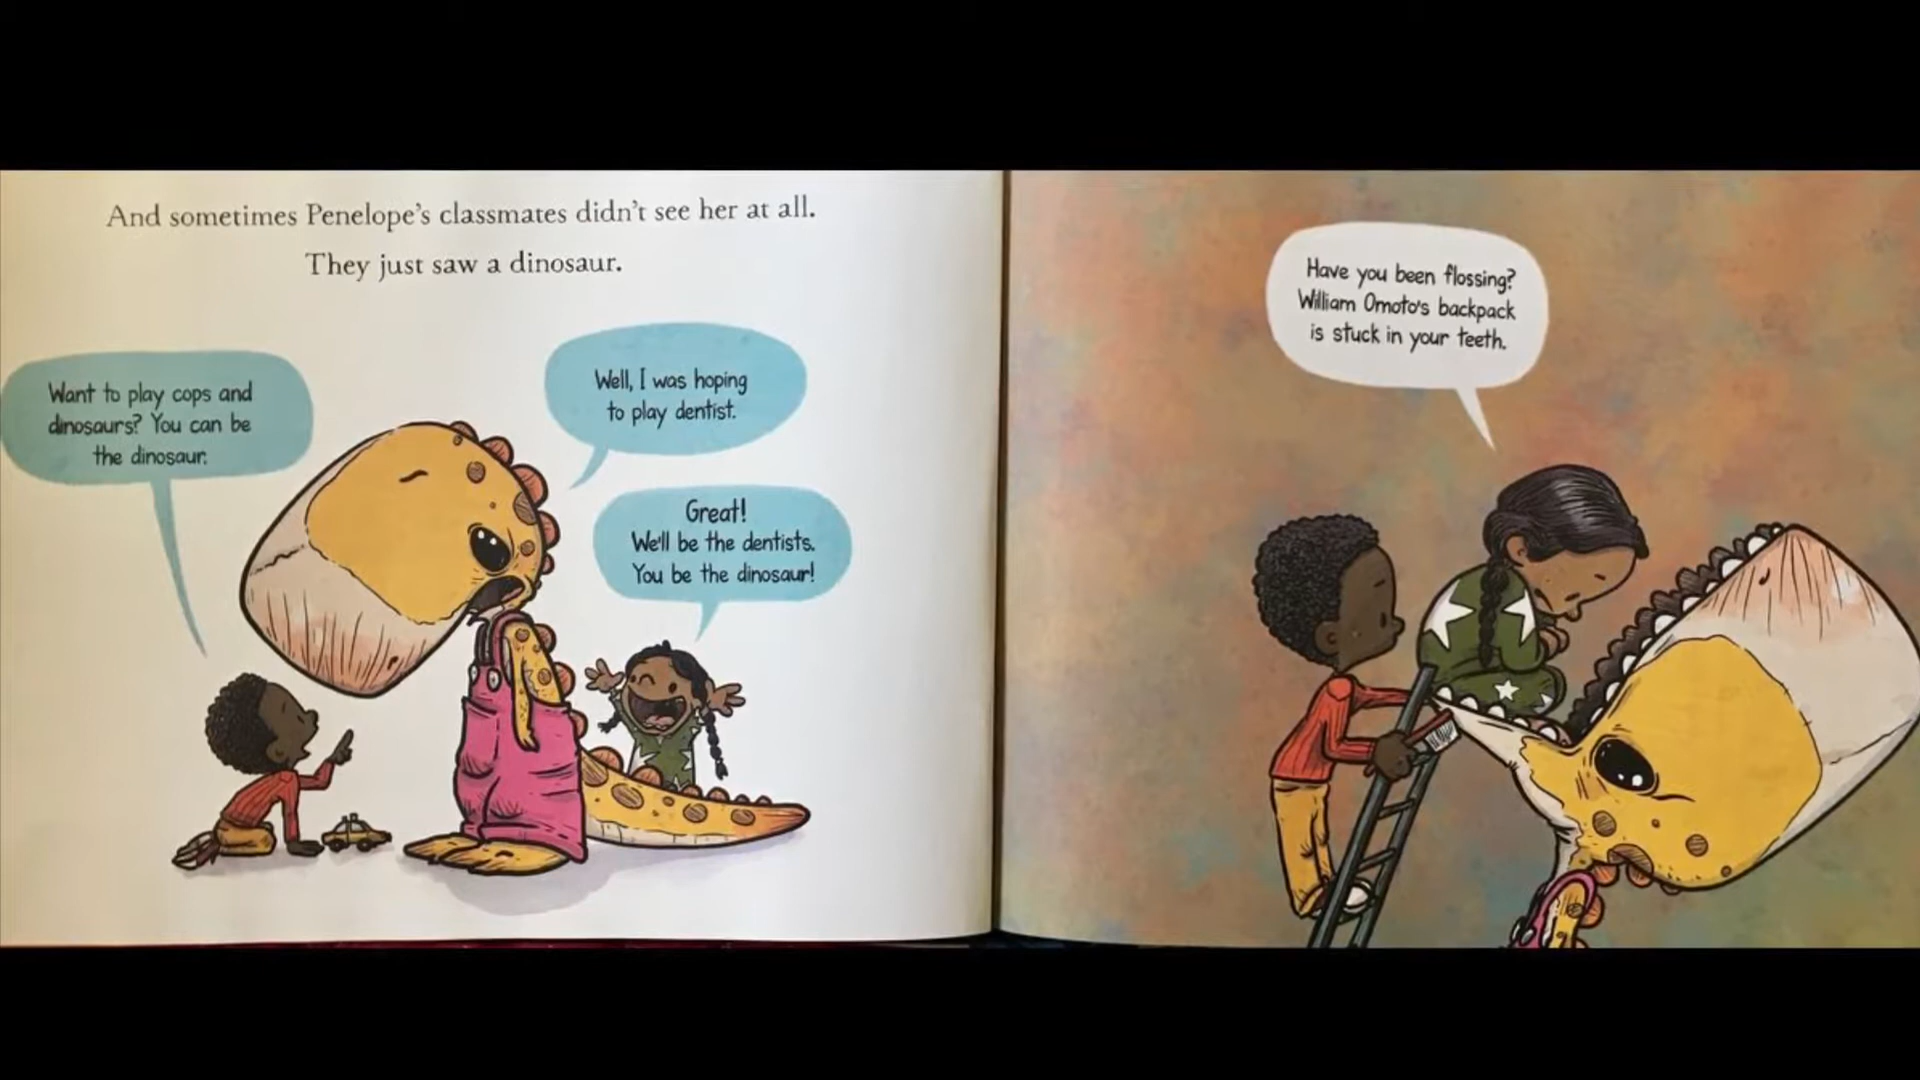 And sometimes Penelope's classmates didn't see her at all.
They just saw a dinosaur.
Want to play cops and
dinosaurs? You can be
the dinosaur.
Well, I was hoping
to play dentist.
Great!
We'll be the dentists.
You be the dinosaur!
Have you been flossing?
William Omoto's backpack
is stuck in your teeth.